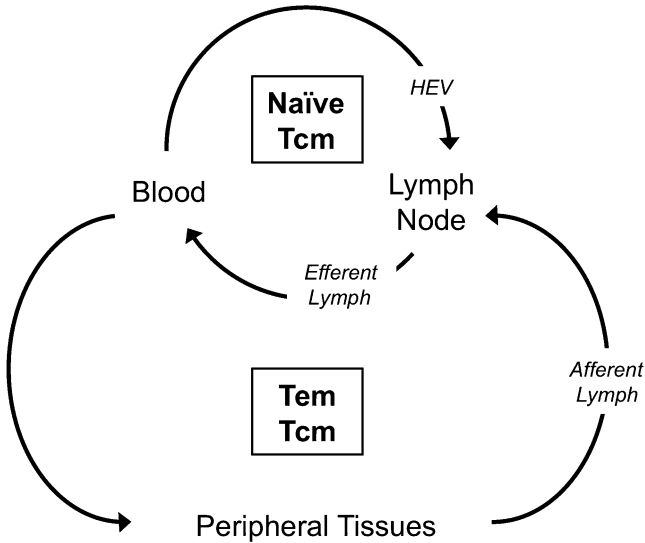 HEV
Naïve
Tcm
Blood
Lymph
Node
Efferent
Lymph
Afferent
Lymph
Tem
Tcm
Peripheral Tissues